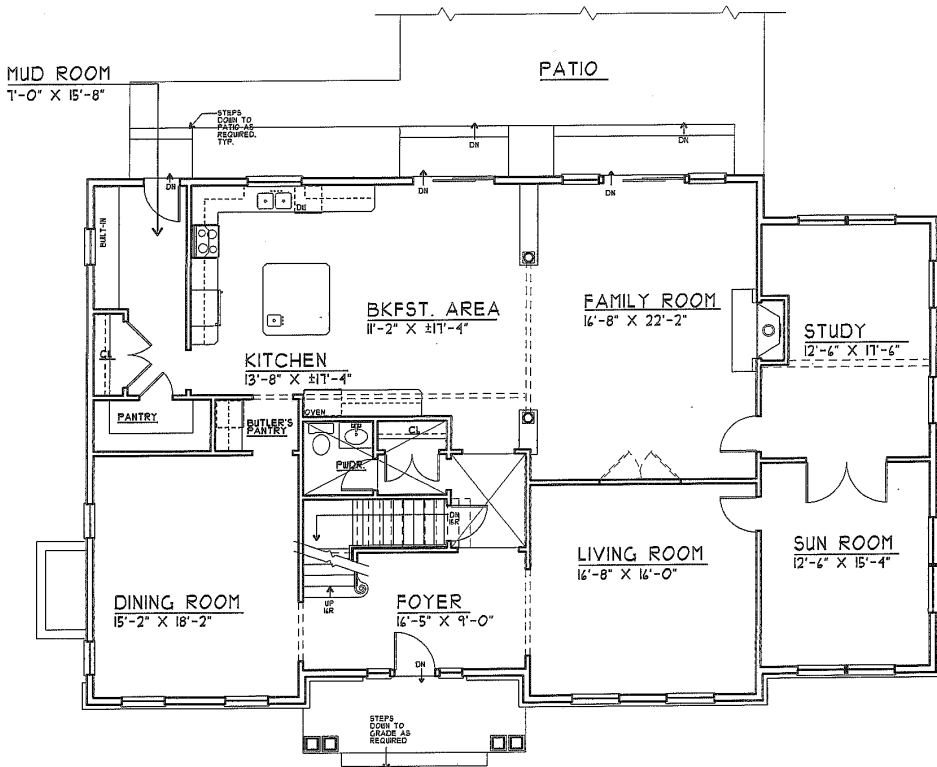 PATIO
MUD ROOM
7'-0" X 15'-8"
STEPS
DOWN TO
PATIO AS
REQUIRED.
TYP.
DN
DN
DN
DN
DN
BUILT-IN
BKFST. AREA
11'-2" X ±17'-4"
FAMILY ROOM
16'-8" X 22'-2"
STUDY
12'-6" X 17'-6"
CL
KITCHEN
13'-8" X ±17'-4"
PANTRY
BUTLER'S
PANTRY
OVEN
CL
PWDR.
DN
16R
LIVING ROOM
16'-8" X 16'-0"
SUN ROOM
12'-6" X 15'-4"
DINING ROOM
15'-2" X 18'-2"
UP
16R
FOYER
16'-5" X 9'-0"
DN
STEPS
DOWN TO
GRADE AS
REQUIRED